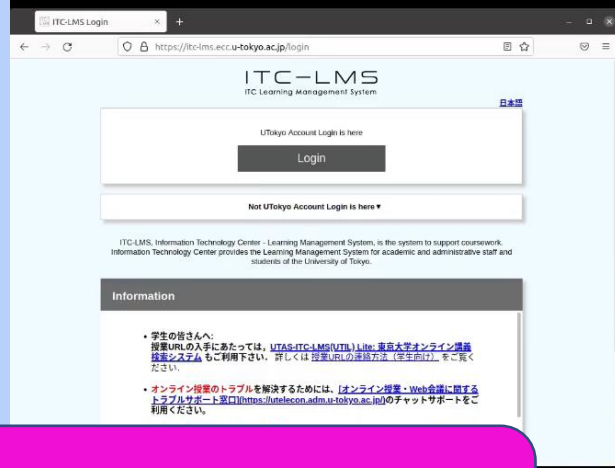 ITC-LMS Login
https://itc-lms.ecc.u-tokyo.ac.jp/login
ITC-LMS
ITC Learning Management System
日本語
UTokyo Account Login is here
Login
Not UTokyo Account Login is here▼
ITC-LMS, Information Technology Center - Learning Management System, is the system to support coursework.
Information Technology Center provides the Learning Management System for academic and administrative staff and
students of the University of Tokyo.
Information
• 学生の皆さんへ:
授業URLの入手にあたっては，UTAS-ITC-LMS(UTIL) Lite: 東京大学オンライン講義
検索システム もご利用下さい． 詳しくは 授業URLの連絡方法（学生向け） をご覧く
ださい．
• オンライン授業のトラブルを解決するためには、[オンライン授業・Web会議に関する
トラブルサポート窓口](https://utelecon.adm.u-tokyo.ac.jp/)のチャットサポートをご
利用ください。